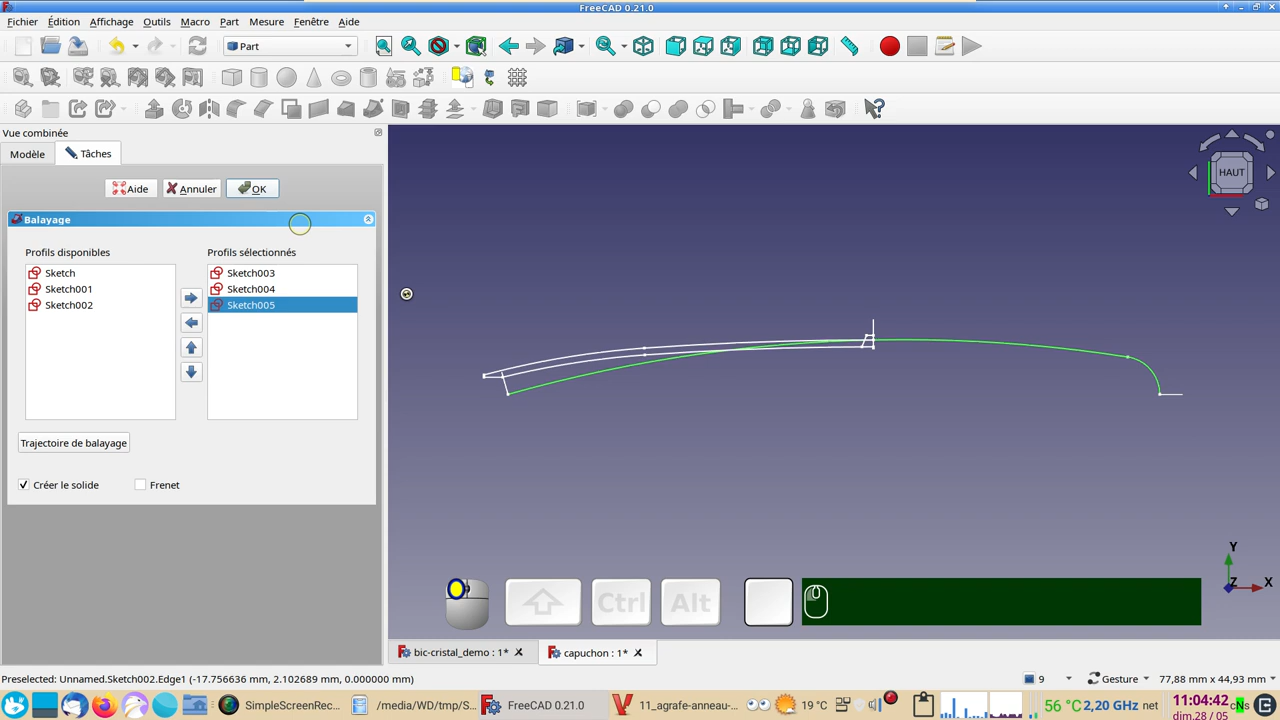 FreeCAD 0.21.0
Fichier Édition Affichage Outils Macro Part Mesure Fenêtre Aide
Part
Vue combinée
Modèle Tâches
Aide Annuler OK
Balayage
Profils disponibles Profils sélectionnés
Sketch Sketch003
Sketch001 Sketch004
Sketch002 Sketch005
Trajectoire de balayage
Créer le solide Frenet
HAUT
Y
Z X
Ctrl Alt
bic-cristal_demo : 1* capuchon : 1*
Preselected: Unnamed.Sketch002.Edge1 (-17.756636 mm, 2.102689 mm, 0.000000 mm) 9 Gesture 77,88 mm x 44,93 mm
SimpleScreenRec... /media/WD/tmp/S... FreeCAD 0.21.0 11_agrafe-anneau-... 19 °C 56 °C 2,20 GHz net 11:04:42
dim.28 05